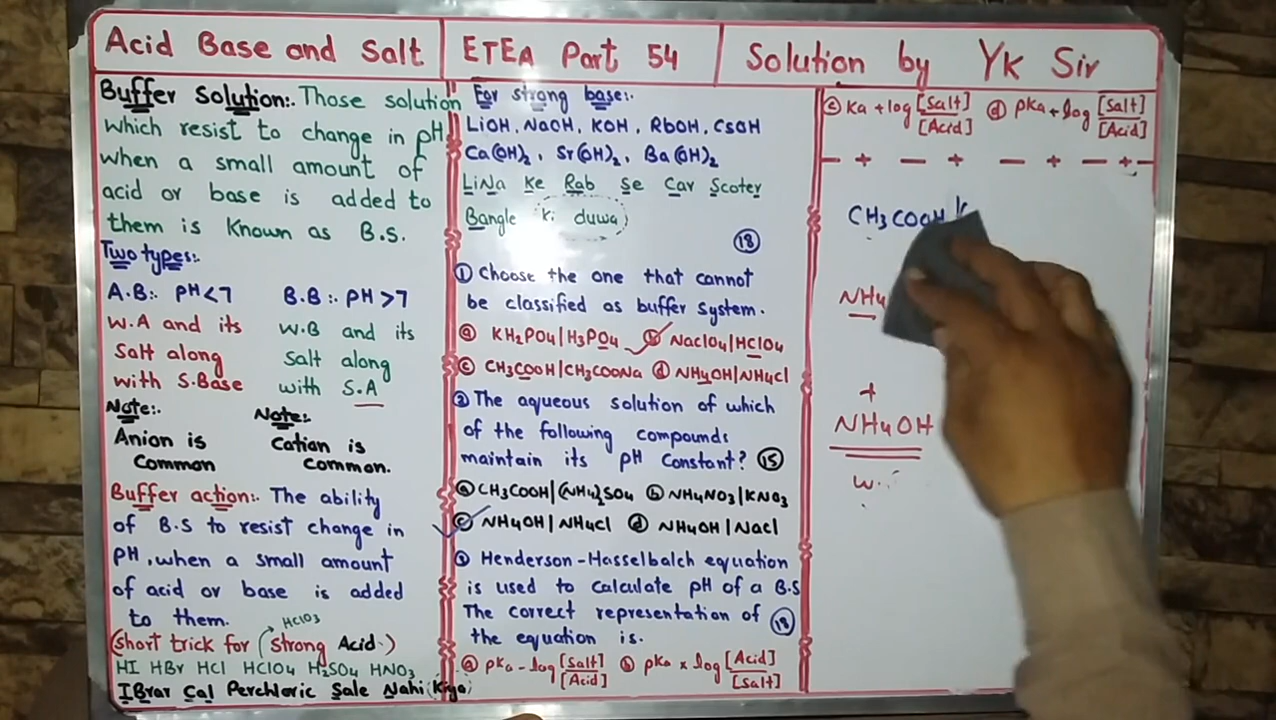 Acid Base and Salt
ETEA Part 54
Solution by YK Sir
Buffer Solution:. Those solution
which resist to change in pH
when a small amount of
acid or base is added to
them is Known as B.S.
Two types:.
A.B:. pH<7
W.A and its
Salt along
with S.Base
Note:.
Anion is
Common
B.B:. pH>7
W.B and its
Salt along
with S.A
Note:.
Cation is
Common.
Buffer action:. The ability
of B.S to resist change in
pH, when a small amount
of acid or base is added
to them.
HClO3
(Short trick for (strong Acid.)
HI HBr HCl HClO4 H2SO4 HNO3
IBrar Cal Perchloric Sale Nahi (Kiya)
For strong base:.
LiOH, NaOH, KOH, RbOH, CsOH
Ca(OH)2, Sr(OH)2, Ba(OH)2
LiNa Ke Rab Se Car Scoter
Bangle ki duwa
(18)
① Choose the one that cannot
be classified as buffer system.
ⓐ KH2PO4|H3PO4 ⓑ NaClO4|HClO4
ⓒ CH3COOH|CH3COONa ⓓ NH4OH|NH4Cl
② The aqueous solution of which
of the following compounds
maintain its pH Constant? (15)
ⓐ CH3COOH|(NH4)2SO4 ⓑ NH4NO3|KNO3
ⓒ NH4OH|NH4Cl ⓓ NH4OH|NaCl
③ Henderson-Hasselbalch equation
is used to Calculate pH of a B.S
The correct representation of (18)
the equation is.
ⓐ pKa - log [Salt]/[Acid] ⓑ pKa x log [Acid]/[Salt]
ⓒ Ka + log [Salt]/[Acid] ⓓ pKa + log [Salt]/[Acid]
- + - + - + - + -
CH3COOH
NH4
+
NH4OH
W.